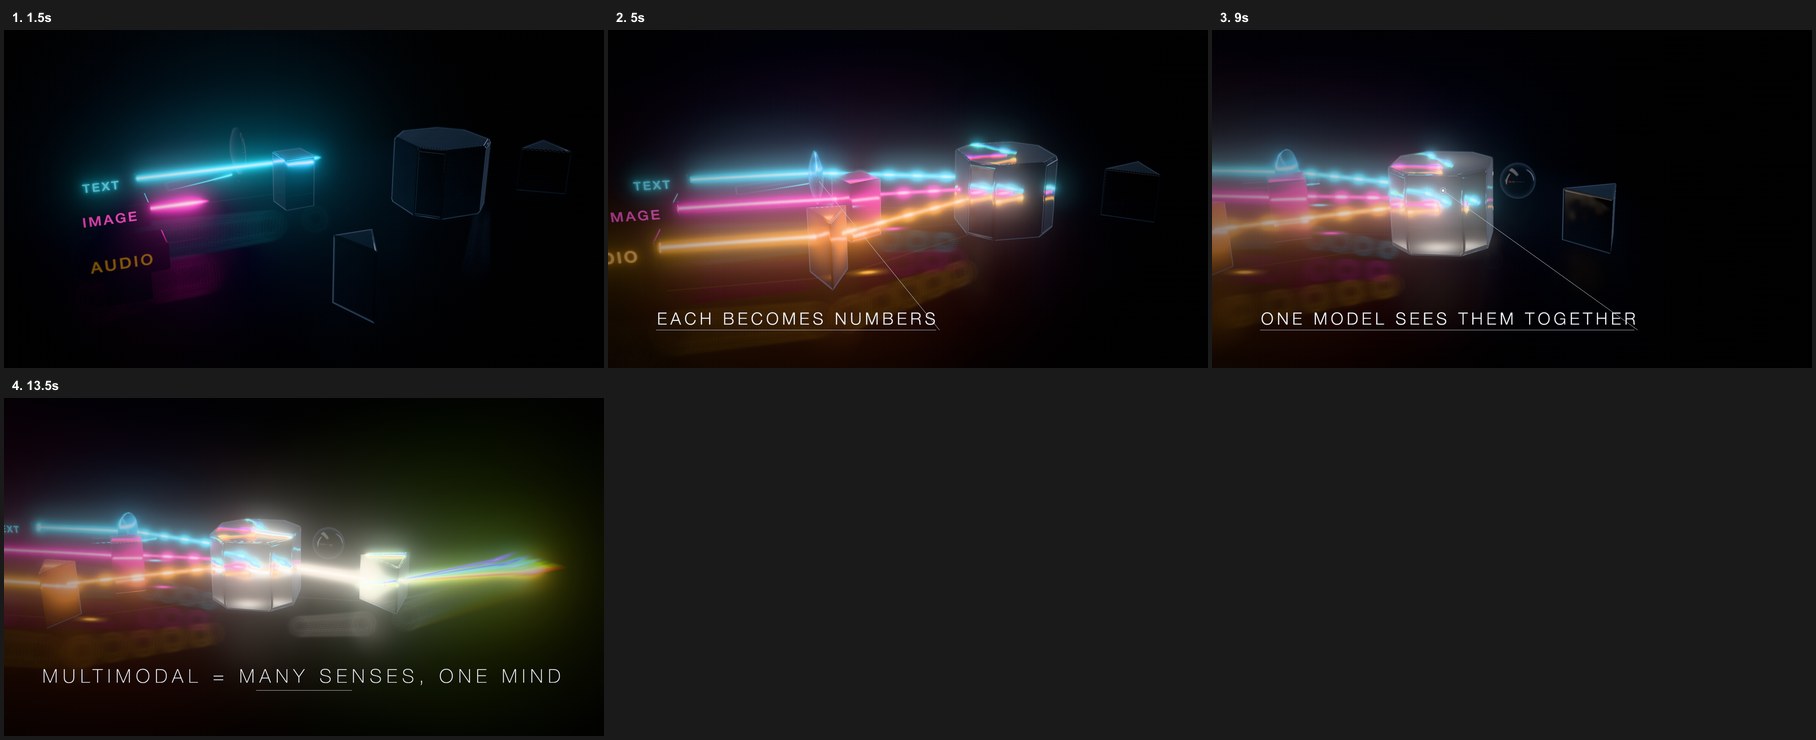 1. 1.5s
TEXT
IMAGE
AUDIO
2. 5s
TEXT
MAGE
DIO
EACH BECOMES NUMBERS
3. 9s
ONE MODEL SEES THEM TOGETHER
4. 13.5s
EXT
MULTIMODAL = MANY SENSES, ONE MIND